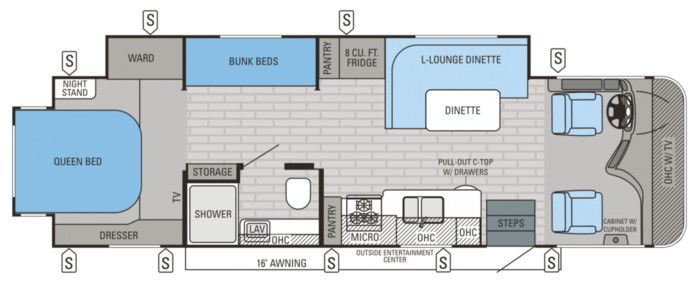 S
S
S
WARD
BUNK BEDS
PANTRY
8 CU. FT.
FRIDGE
L-LOUNGE DINETTE
NIGHT
STAND
DINETTE
QUEEN BED
OHC W/TV
STORAGE
PULL-OUT C-TOP
W/ DRAWERS
TV
SHOWER
LAV
OHC
PANTRY
MICRO
OHC
OHC
STEPS
CABINET W/
CUPHOLDER
DRESSER
16' AWNING
OUTSIDE ENTERTAINMENT
CENTER
S
S
S
S
S